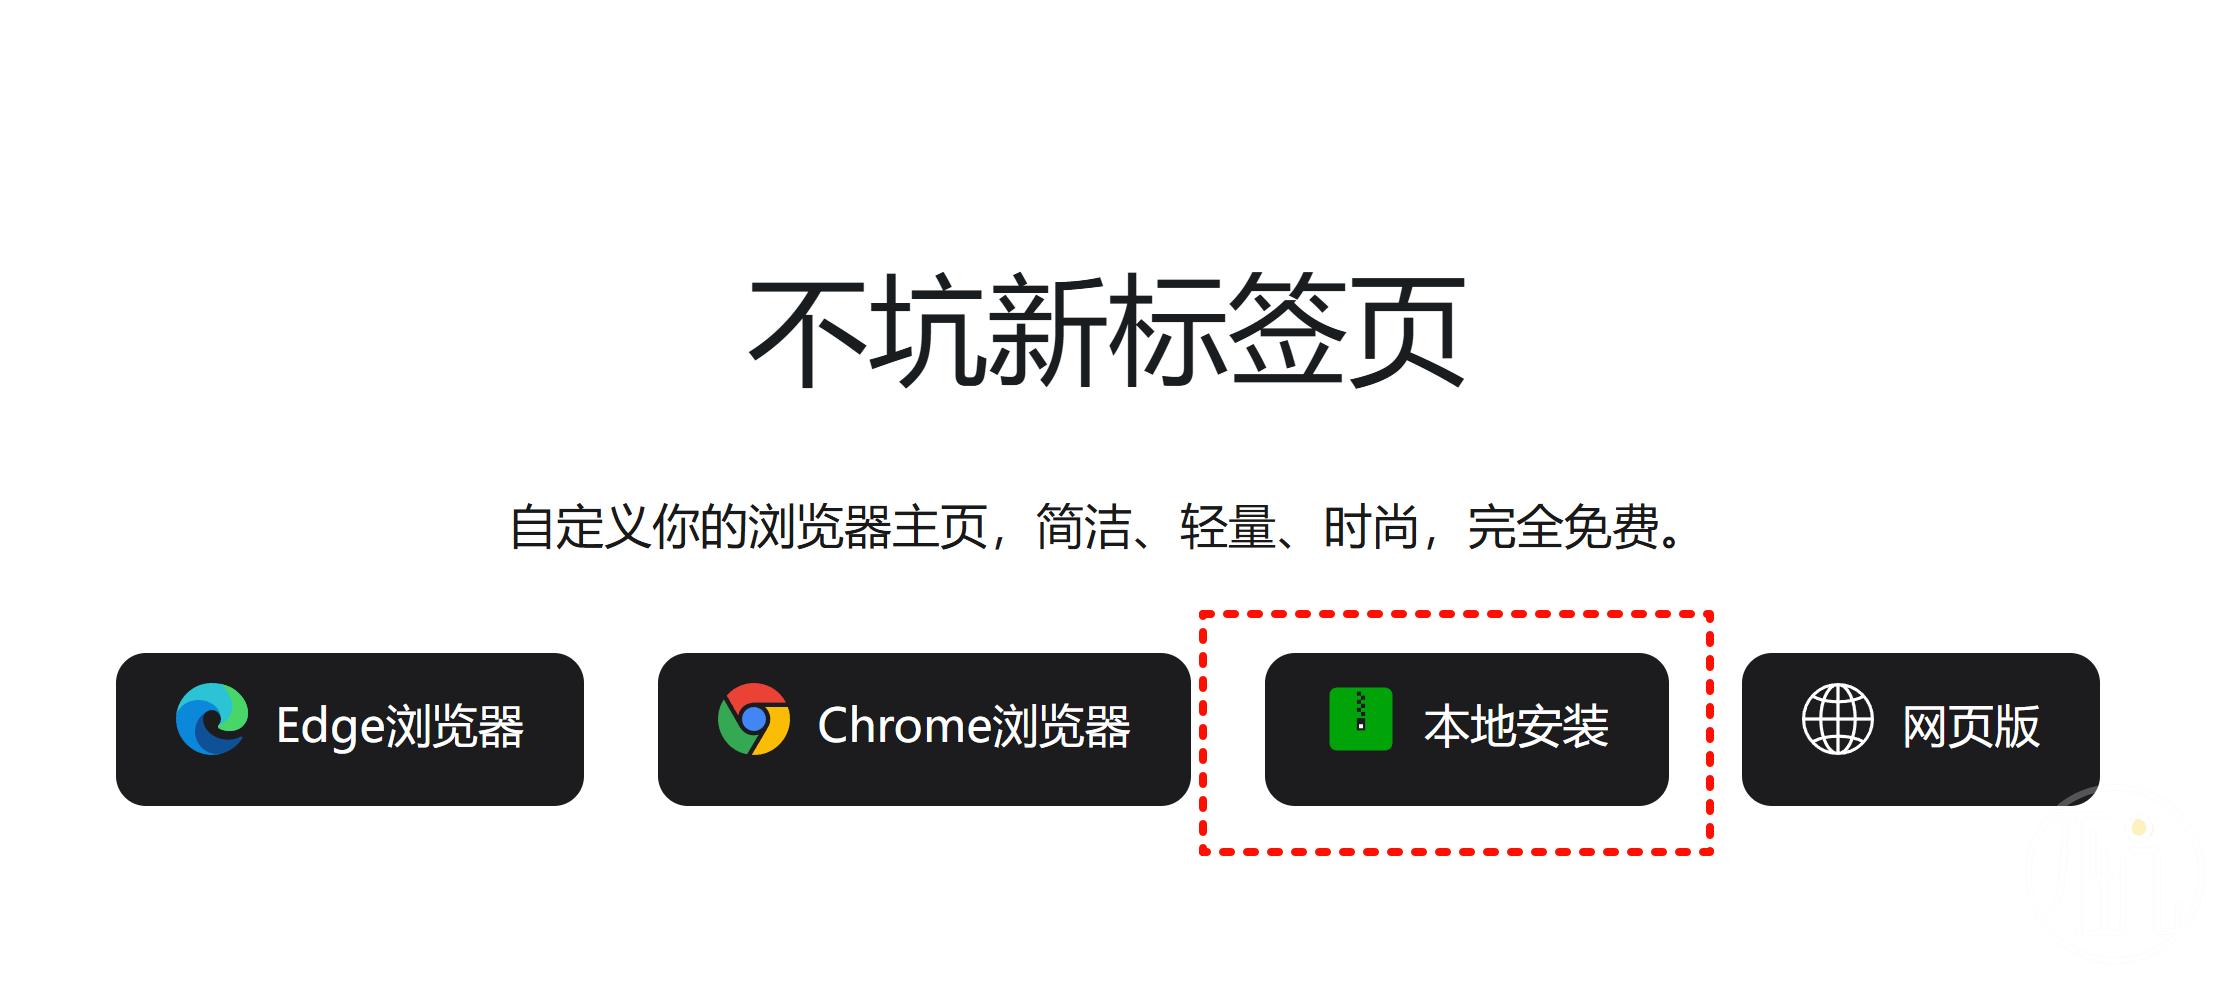 不坑新标签页
自定义你的浏览器主页，简洁、轻量、时尚，完全免费。
Edge浏览器
Chrome浏览器
本地安装
网页版